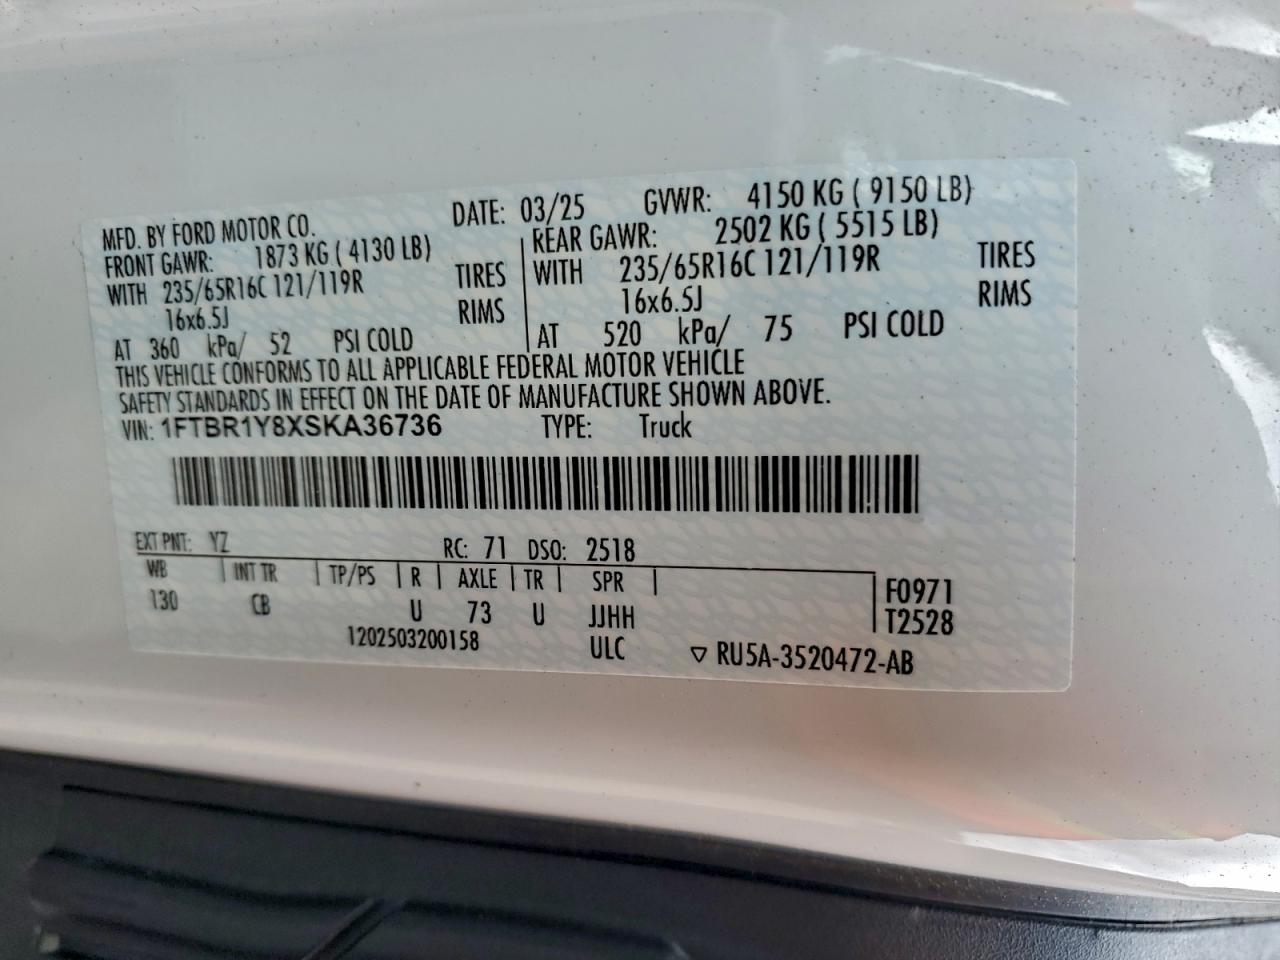 MFD. BY FORD MOTOR CO. DATE: 03/25 GVWR: 4150 KG ( 9150 LB)
FRONT GAWR: 1873 KG ( 4130 LB)
WITH 235/65R16C 121/119R TIRES
16x6.5J RIMS
AT 360 kPa/ 52 PSI COLD
REAR GAWR: 2502 KG ( 5515 LB)
WITH 235/65R16C 121/119R TIRES
16x6.5J RIMS
AT 520 kPa/ 75 PSI COLD
THIS VEHICLE CONFORMS TO ALL APPLICABLE FEDERAL MOTOR VEHICLE
SAFETY STANDARDS IN EFFECT ON THE DATE OF MANUFACTURE SHOWN ABOVE.
VIN: 1FTBR1Y8XSKA36736 TYPE: Truck
EXT PNT: YZ RC: 71 DSO: 2518
WB INT TR TP/PS R AXLE TR SPR
130 CB U 73 U JJHH
F0971
T2528
1202503200158 ULC ▽ RU5A-3520472-AB